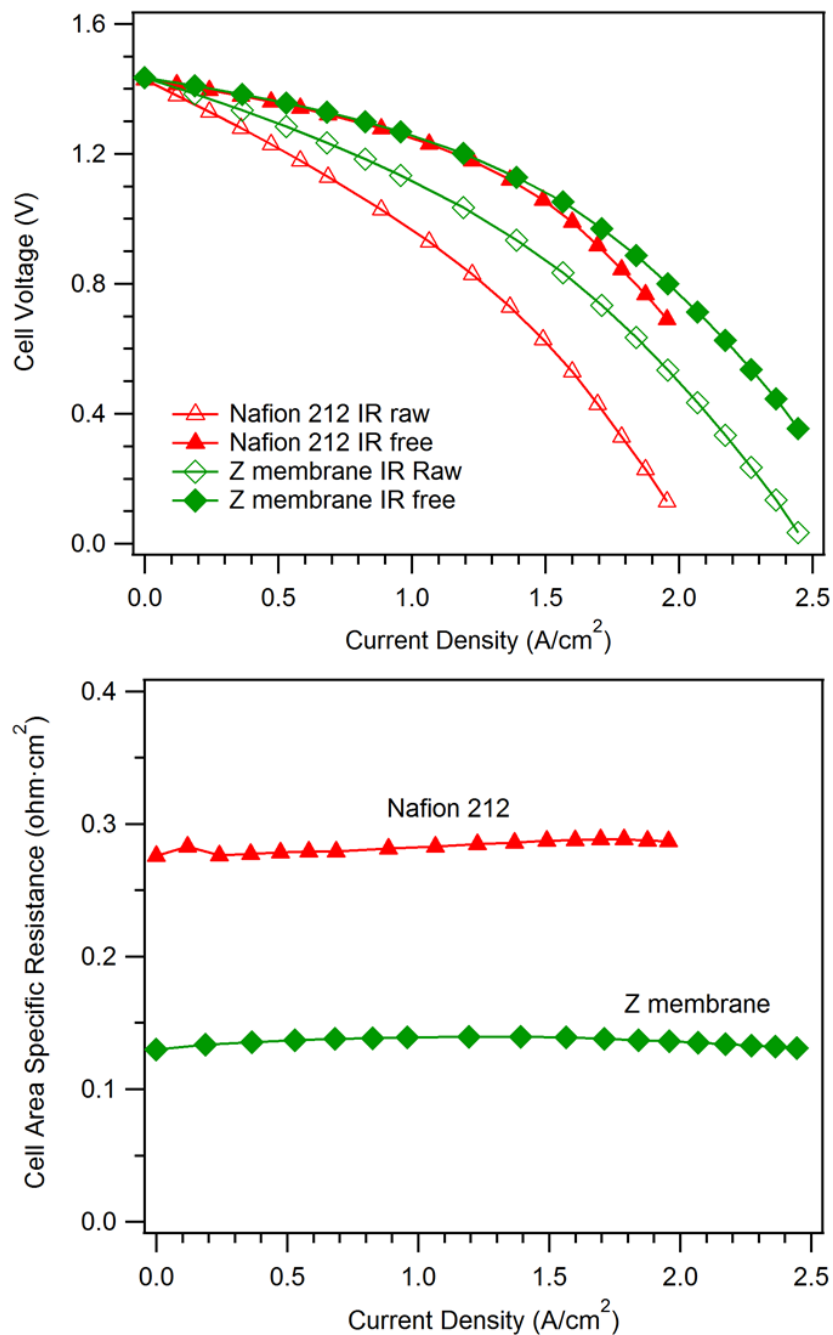 1.6
1.2
0.8
0.4
0.0
Cell Voltage (V)
Nafion 212 IR raw
Nafion 212 IR free
Z membrane IR Raw
Z membrane IR free
0.0 0.5 1.0 1.5 2.0 2.5
Current Density (A/cm²)
0.4
0.3
0.2
0.1
0.0
Cell Area Specific Resistance (ohm·cm²)
Nafion 212
Z membrane
0.0 0.5 1.0 1.5 2.0 2.5
Current Density (A/cm²)